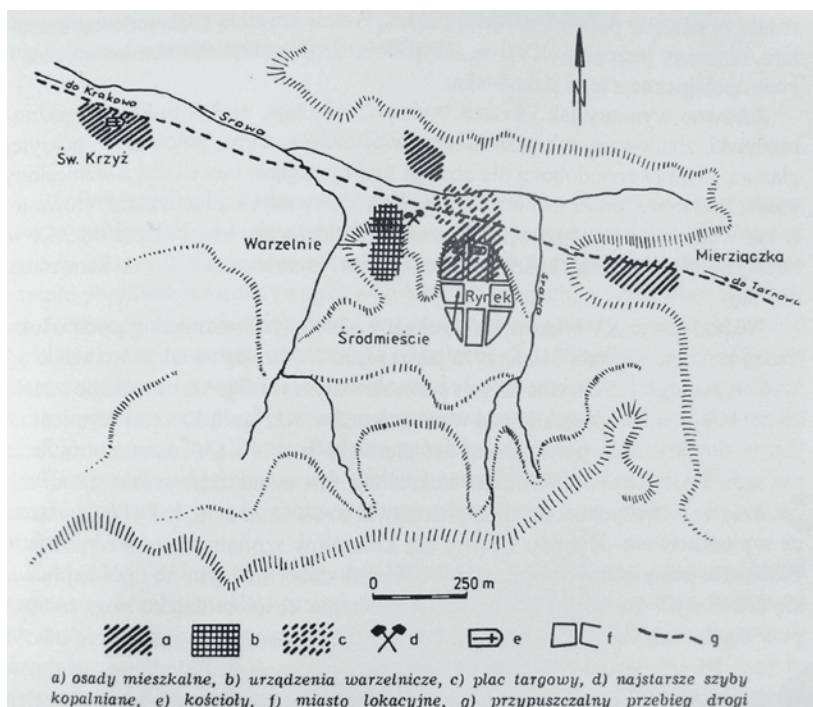 N
do Krakowa
Srawa
Św. Krzyż
Warzelnie
Mierziączka
do Tarnowa
Rynek
Śródmieście
0 250 m
b c d e f g
a) osady mieszkalne, b) urządzenia warzelnicze, c) plac targowy, d) najstarsze szyby
kopalniane, e) kościoły, f) miasto lokacyjne, g) przypuszczalny przebieg drogi